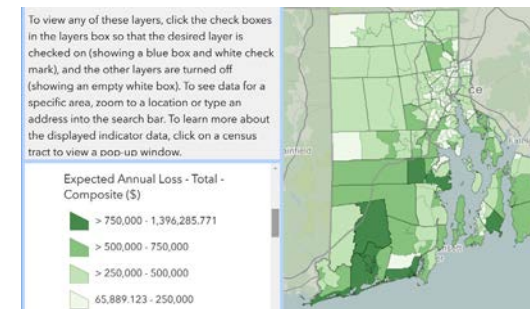 To view any of these layers, click the check boxes
in the layers box so that the desired layer is
checked on (showing a blue box and white check
mark), and the other layers are turned off
(showing an empty white box). To see data for a
specific area, zoom to a location or type an
address into the search bar. To learn more about
the displayed indicator data, click on a census
tract to view a pop-up window.
Expected Annual Loss - Total -
Composite ($)
> 750,000 - 1,396,285.771
> 500,000 - 750,000
> 250,000 - 500,000
65,889.123 - 250,000
ce